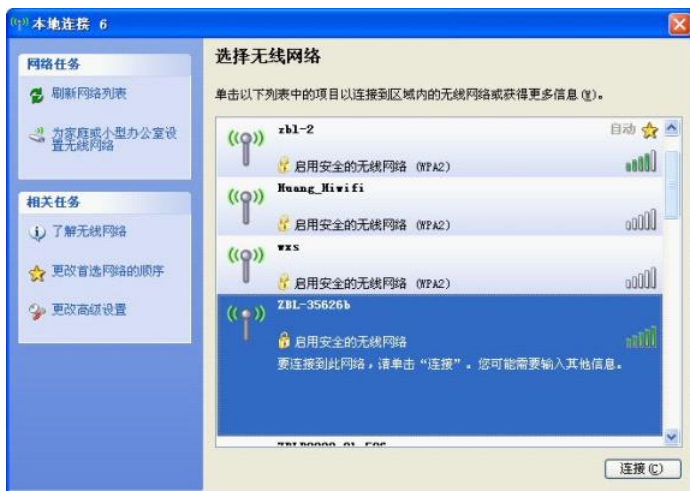 本地连接 6
网络任务
刷新网络列表
为家庭或小型办公室设
置无线网络
相关任务
了解无线网络
更改首选网络的顺序
更改高级设置
选择无线网络
单击以下列表中的项目以连接到区域内的无线网络或获得更多信息(W)。
zbl-2
自动
启用安全的无线网络 (WPA2)
Huang_Hiwifi
启用安全的无线网络 (WPA2)
wxs
启用安全的无线网络 (WPA2)
ZBL-35626b
启用安全的无线网络
要连接到此网络，请单击“连接”。您可能需要输入其他信息。
连接(C)